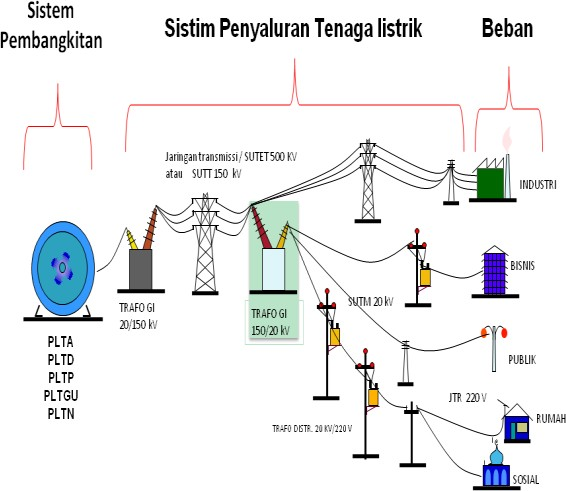 Sistem
Pembangkitan
Sistim Penyaluran Tenaga listrik
Beban
Jaringan transmissi / SUTET 500 KV
atau SUTT 150 kV
INDUSTRI
BISNIS
TRAFO GI
20/150 kV
TRAFO GI
150/20 kV
SUTM 20 kV
PUBLIK
PLTA
PLTD
PLTP
PLTGU
PLTN
JTR 220 V
RUMAH
TRAFO DISTR. 20 KV/220 V
SOSIAL